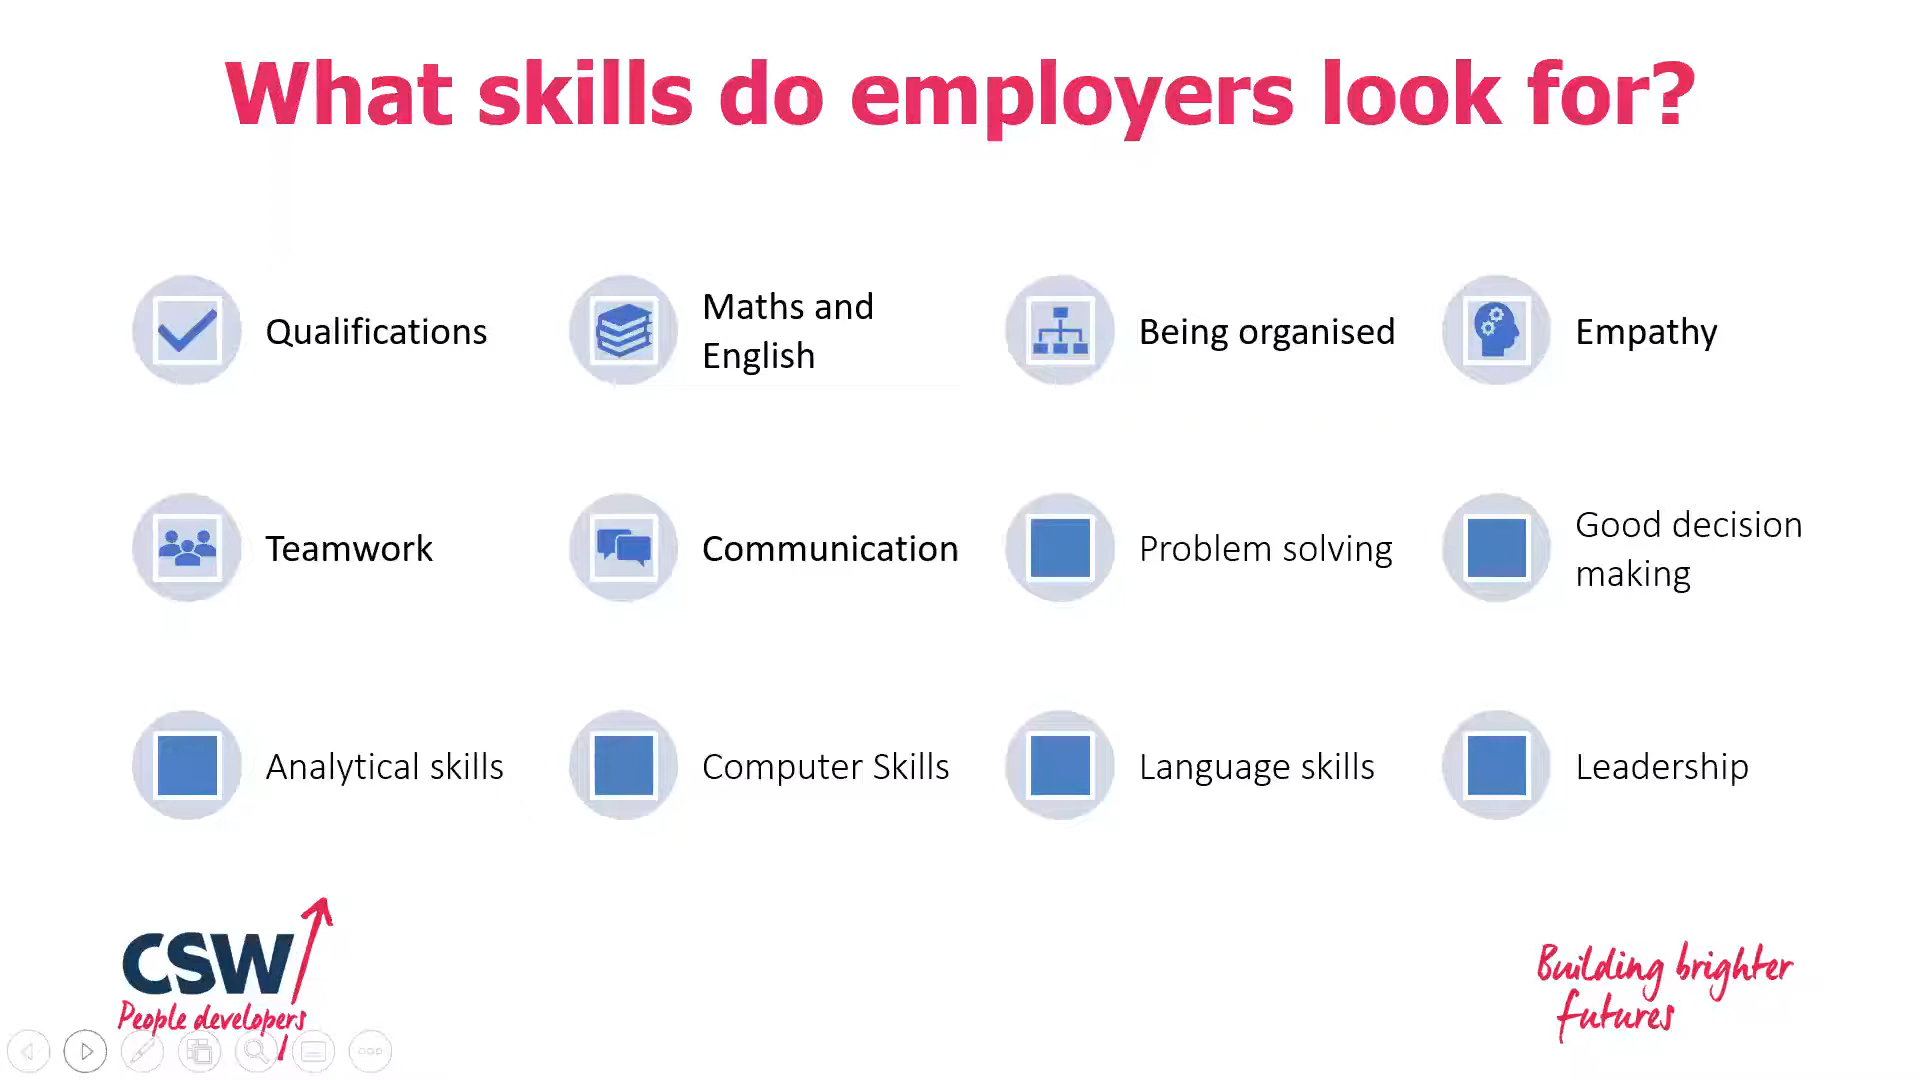 What skills do employers look for?
Qualifications
Maths and
English
Being organised
Empathy
Teamwork
Communication
Problem solving
Good decision
making
Analytical skills
Computer Skills
Language skills
Leadership
CSW
People developers
Building brighter
futures